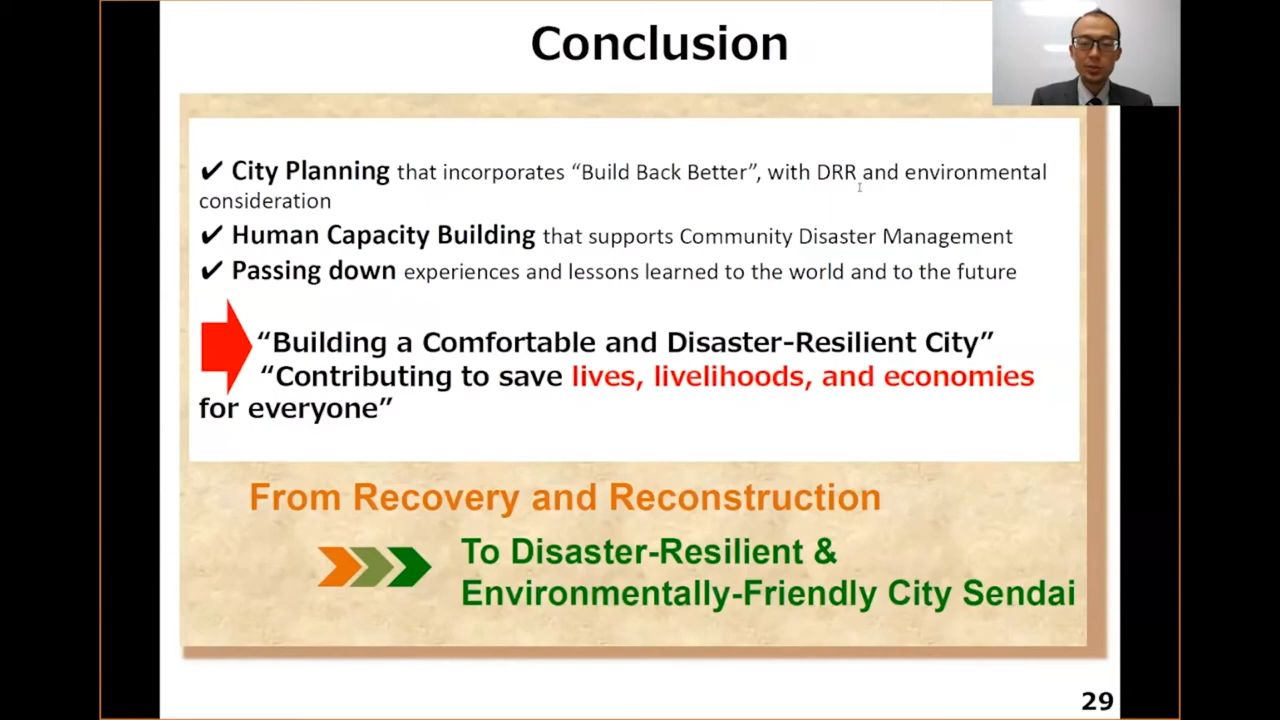 Conclusion
✔ City Planning that incorporates “Build Back Better”, with DRR and environmental
consideration
✔ Human Capacity Building that supports Community Disaster Management
✔ Passing down experiences and lessons learned to the world and to the future
“Building a Comfortable and Disaster-Resilient City”
“Contributing to save lives, livelihoods, and economies
for everyone”
From Recovery and Reconstruction
To Disaster-Resilient &
Environmentally-Friendly City Sendai
29